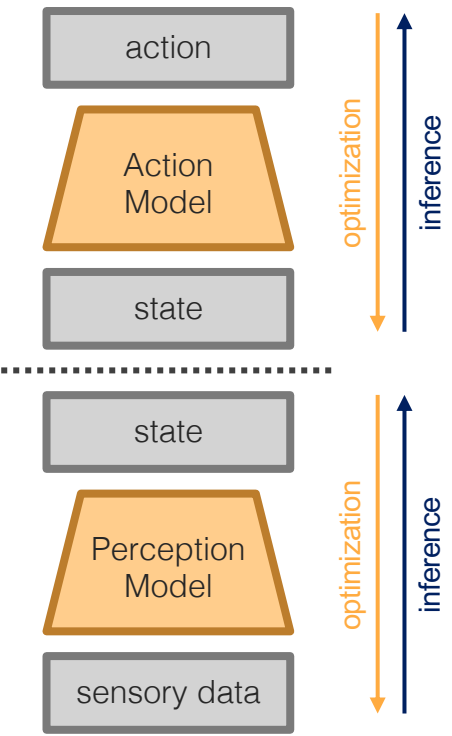 action
Action
Model
state
optimization
inference
state
Perception
Model
sensory data
optimization
inference